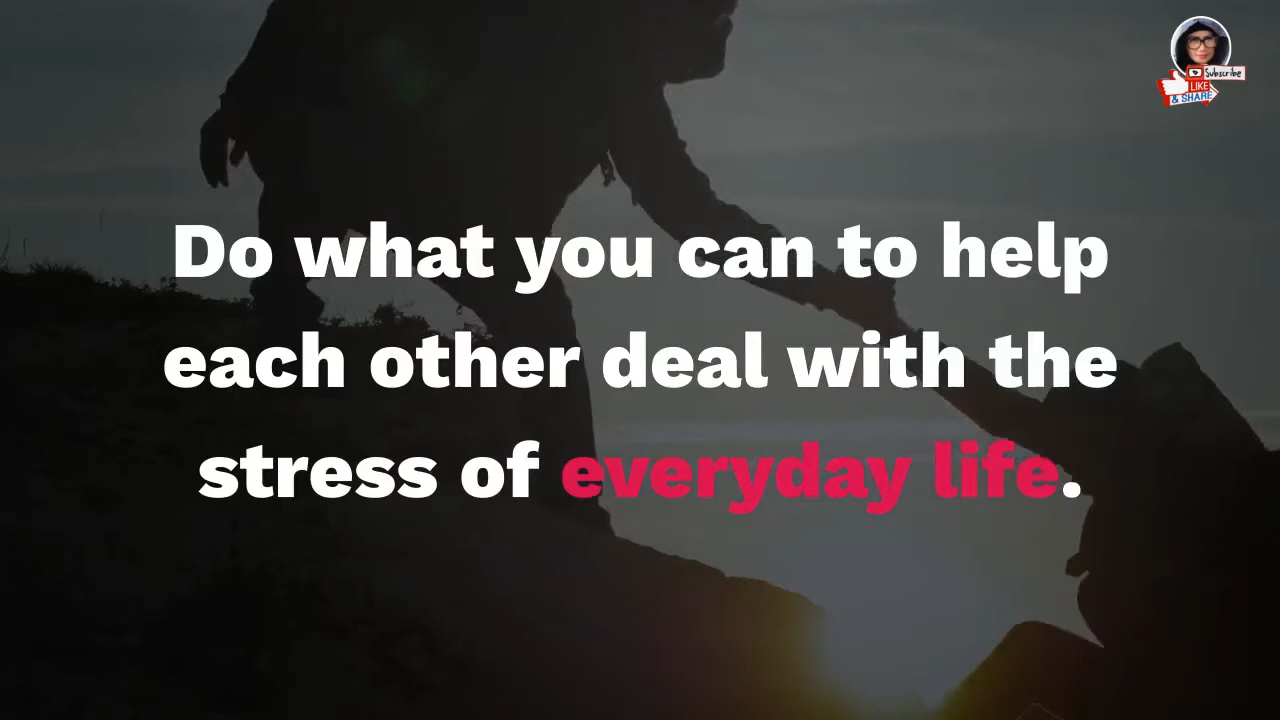 Subscribe
LIKE
& SHARE
Do what you can to help
each other deal with the
stress of everyday life.